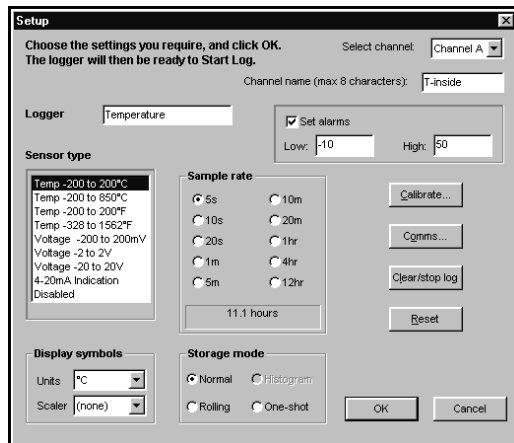 Setup
Choose the settings you require, and click OK.
The logger will then be ready to Start Log.
Select channel: Channel A
Channel name (max 8 characters): T-inside
Logger Temperature
Set alarms
Low: -10 High: 50
Sensor type
Temp -200 to 200°C
Temp -200 to 850°C
Temp -200 to 200°F
Temp -328 to 1562°F
Voltage -200 to 200mV
Voltage -2 to 2V
Voltage -20 to 20V
4-20mA Indication
Disabled
Sample rate
5s 10m
10s 20m
20s 1hr
1m 4hr
5m 12hr
11.1 hours
Calibrate...
Comms...
Clear/stop log
Reset
Display symbols
Units °C
Scaler (none)
Storage mode
Normal Histogram
Rolling One-shot
OK Cancel